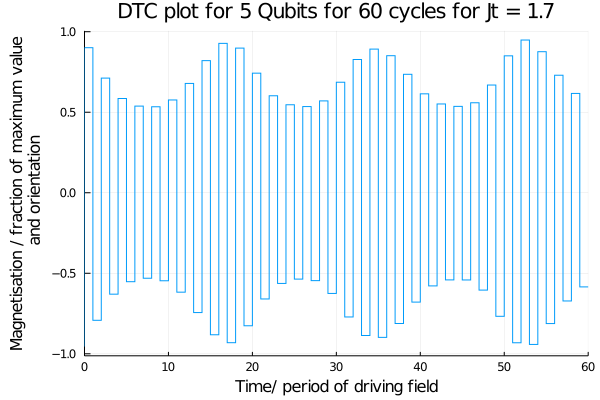 DTC plot for 5 Qubits for 60 cycles for Jt = 1.7
Magnetisation / fraction of maximum value
and orientation
1.0
0.5
0.0
−0.5
−1.0
0 10 20 30 40 50 60
Time/ period of driving field